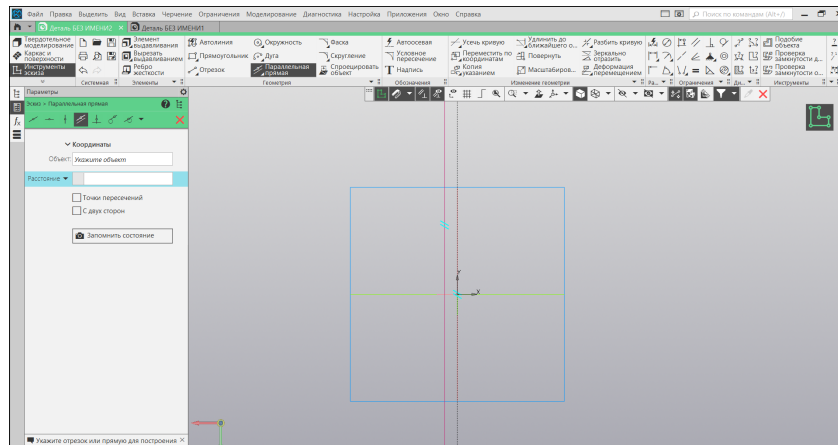 Файл Правка Выделить Вид Вставка Черчение Ограничения Моделирование Диагностика Настройка Приложения Окно Справка
Поиск по командам (Alt+/)
Деталь БЕЗ ИМЕНИ2 ×
Деталь БЕЗ ИМЕНИ1
Твердотельное моделирование
Каркас и поверхности
Инструменты эскиза
Системная
Элемент выдавливания
Вырезать выдавливанием
Ребро жесткости
Элементы
Автолиния
Прямоугольник
Отрезок
Окружность
Дуга
Параллельная прямая
Фаска
Скругление
Спроецировать объект
Геометрия
Автоосевая
Условное пересечение
Надпись
Обозначения
Усечь кривую
Переместить по координатам
Копия указанием
Удлинить до ближайшего о...
Повернуть
Масштабиров...
Разбить кривую
Зеркально отразить
Деформация перемещением
Изменение геометрии
Ра...
Ограничения
Ди...
Подобие объекта
Проверка замкнутости д...
Проверка замкнутости о...
Инструменты
Параметры
Эскиз > Параллельная прямая
Координаты
Объект: Укажите объект
Расстояние
Точки пересечений
С двух сторон
Запомнить состояние
Y
X
Укажите отрезок или прямую для построения ×